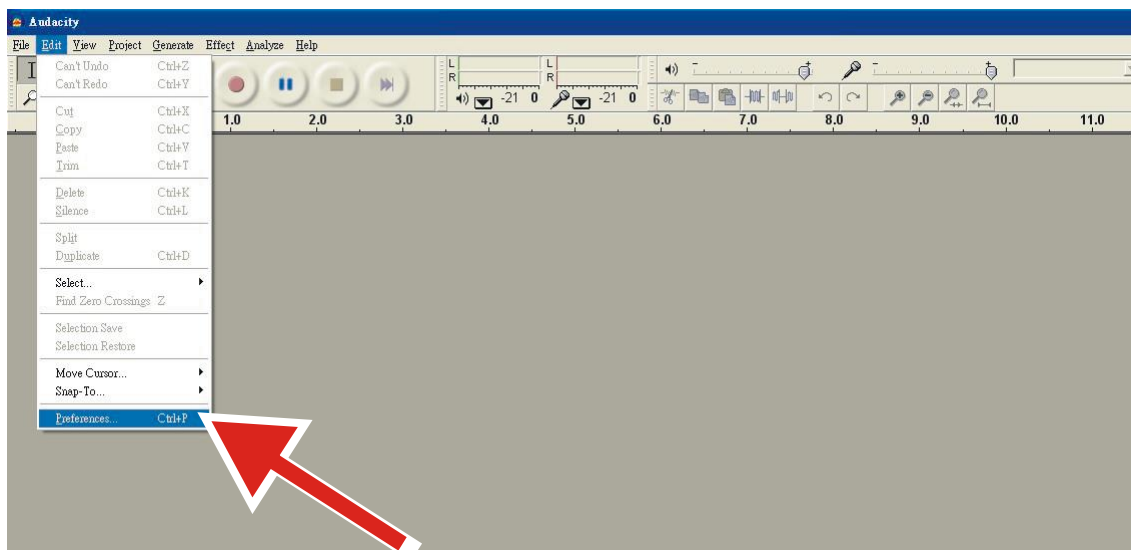 Audacity
File Edit View Project Generate Effect Analyze Help
Can't Undo Ctrl+Z
Can't Redo Ctrl+Y
Cut Ctrl+X
Copy Ctrl+C
Paste Ctrl+V
Trim Ctrl+T
Delete Ctrl+K
Silence Ctrl+L
Split
Duplicate Ctrl+D
Select...
Find Zero Crossings Z
Selection Save
Selection Restore
Move Cursor...
Snap-To...
Preferences... Ctrl+P
L
R
L
R
-21 0
-21 0
1.0 2.0 3.0 4.0 5.0 6.0 7.0 8.0 9.0 10.0 11.0